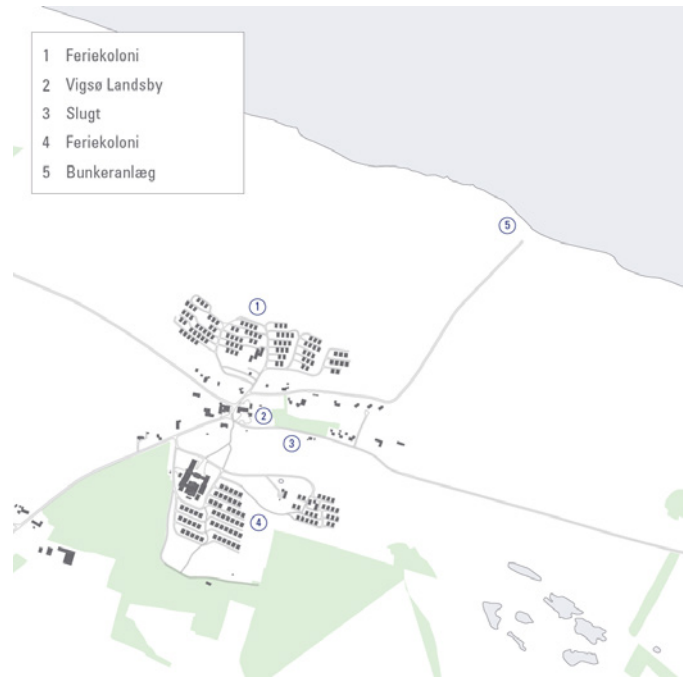 1 Feriekoloni
2 Vigsø Landsby
3 Slugt
4 Feriekoloni
5 Bunkeranlæg
5
1
2
3
4